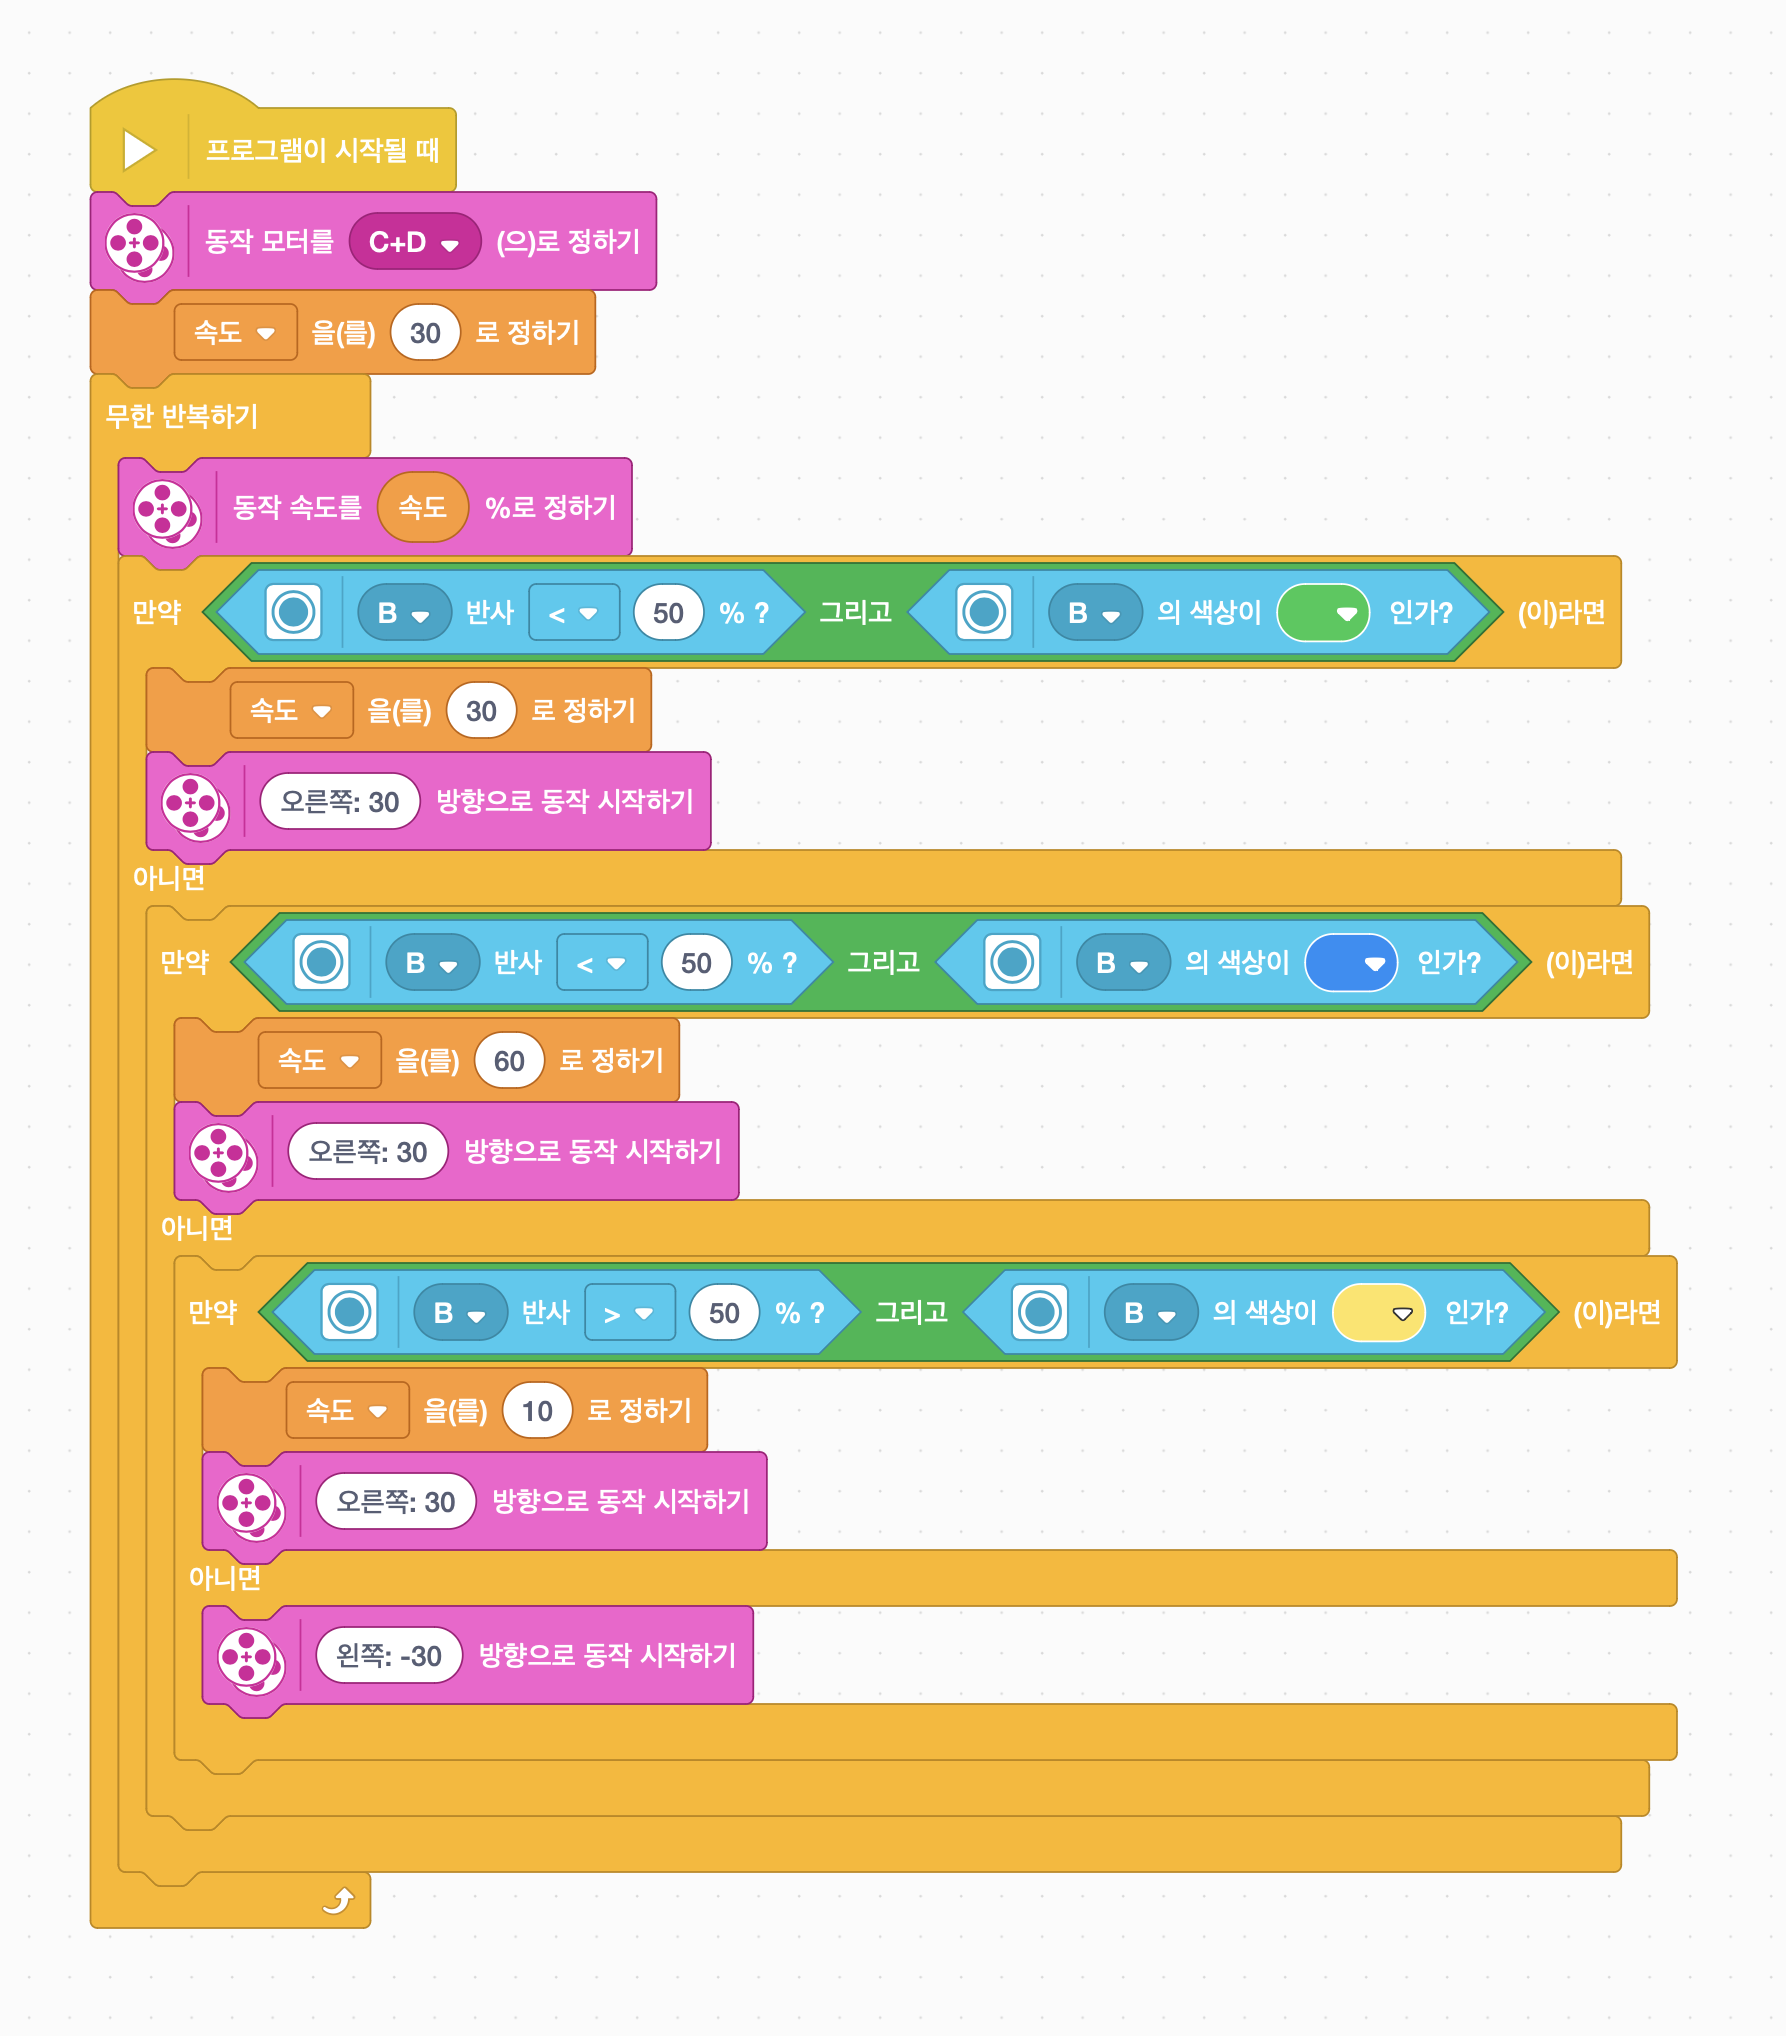 프로그램이 시작될 때
동작 모터를 C+D (으)로 정하기
속도 을(를) 30 로 정하기
무한 반복하기
동작 속도를 속도 %로 정하기
만약 B 반사 < 50 % ? 그리고 B 의 색상이 인가? (이)라면
속도 을(를) 30 로 정하기
오른쪽: 30 방향으로 동작 시작하기
아니면
만약 B 반사 < 50 % ? 그리고 B 의 색상이 인가? (이)라면
속도 을(를) 60 로 정하기
오른쪽: 30 방향으로 동작 시작하기
아니면
만약 B 반사 > 50 % ? 그리고 B 의 색상이 인가? (이)라면
속도 을(를) 10 로 정하기
오른쪽: 30 방향으로 동작 시작하기
아니면
왼쪽: -30 방향으로 동작 시작하기